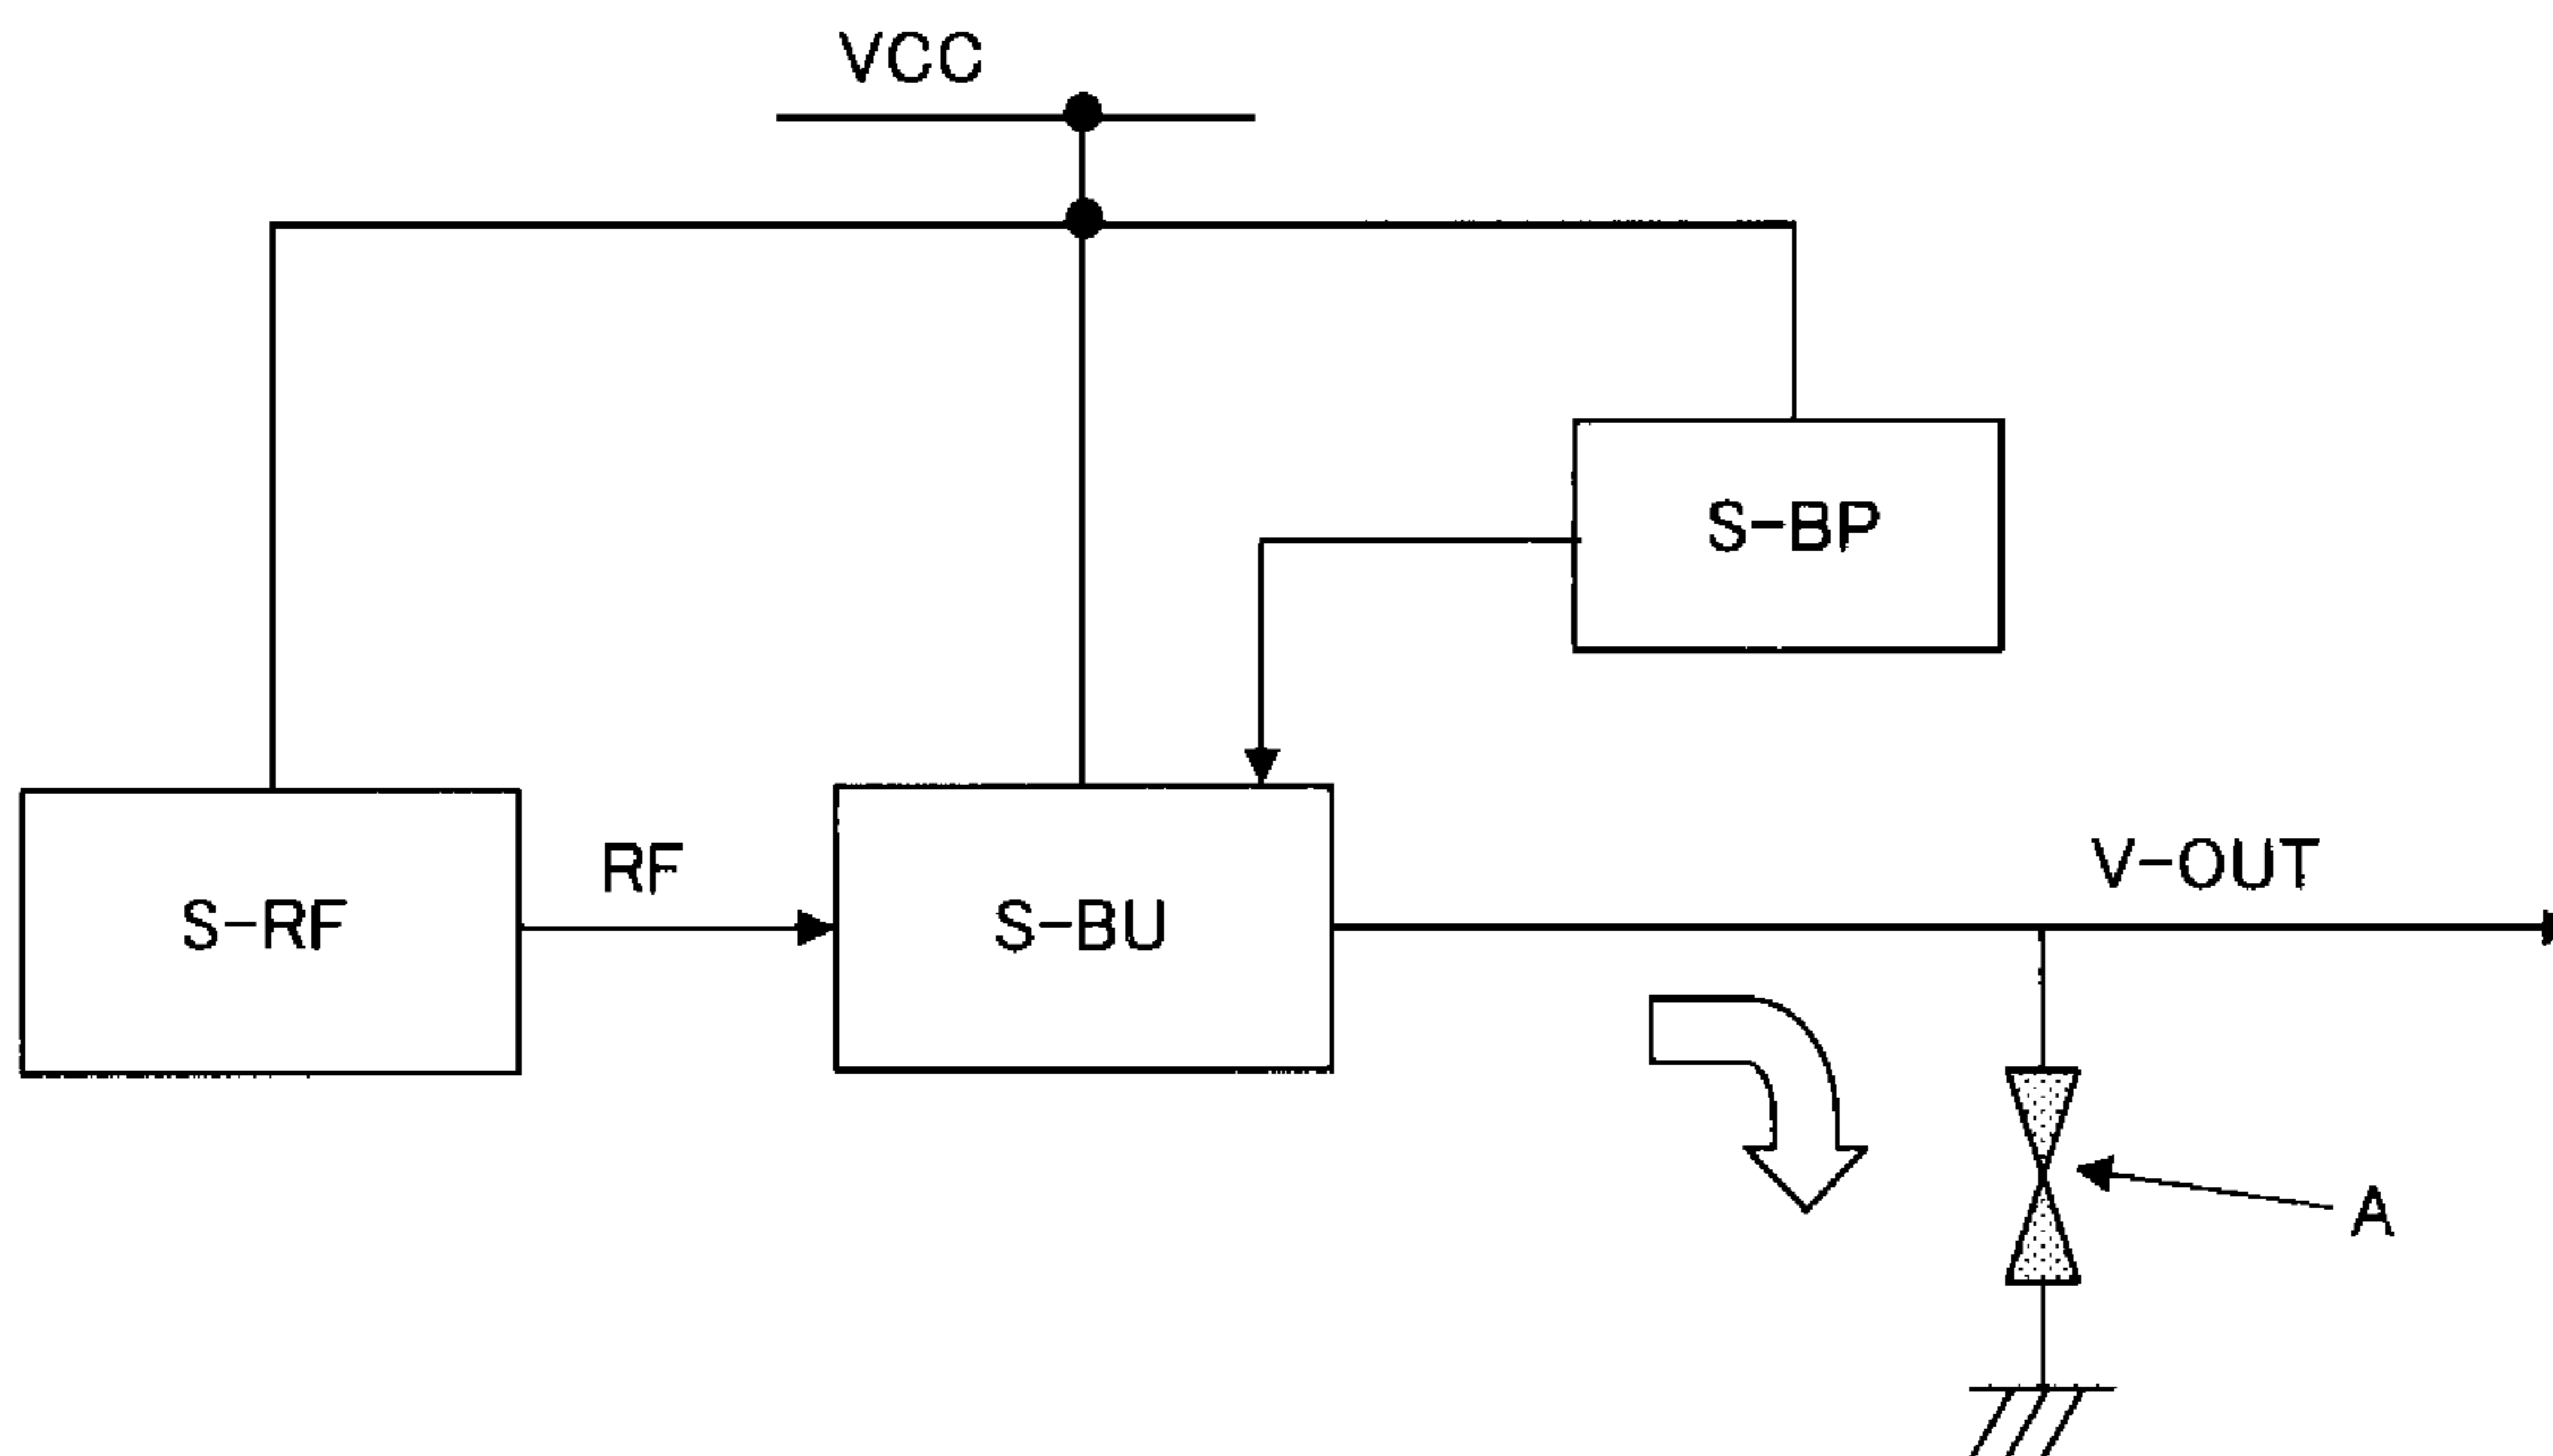 VCC
S-BP
RF
V-OUT
S-RF
S-BU
A